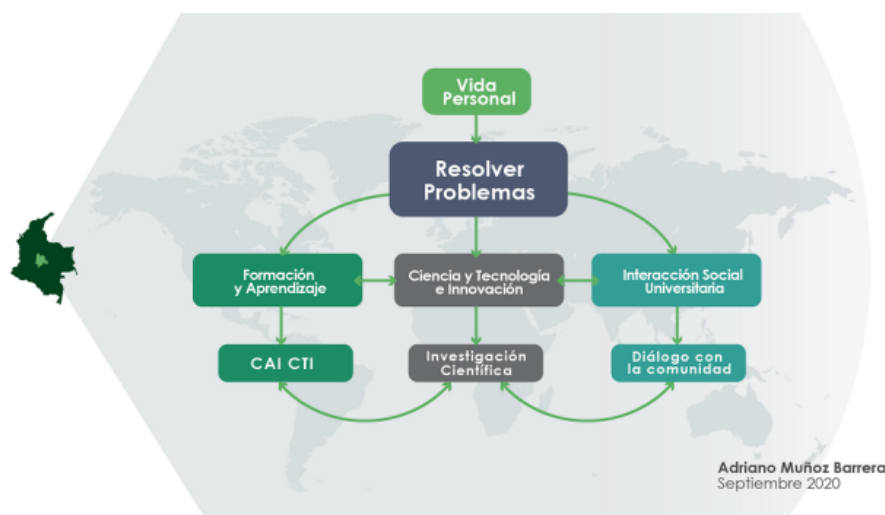 Vida
Personal
Resolver
Problemas
Formación
y Aprendizaje
Ciencia y Tecnología
e Innovación
Interacción Social
Universitaria
CAI CTI
Investigación
Científica
Diálogo con
la comunidad
Adriano Muñoz Barrera
Septiembre 2020